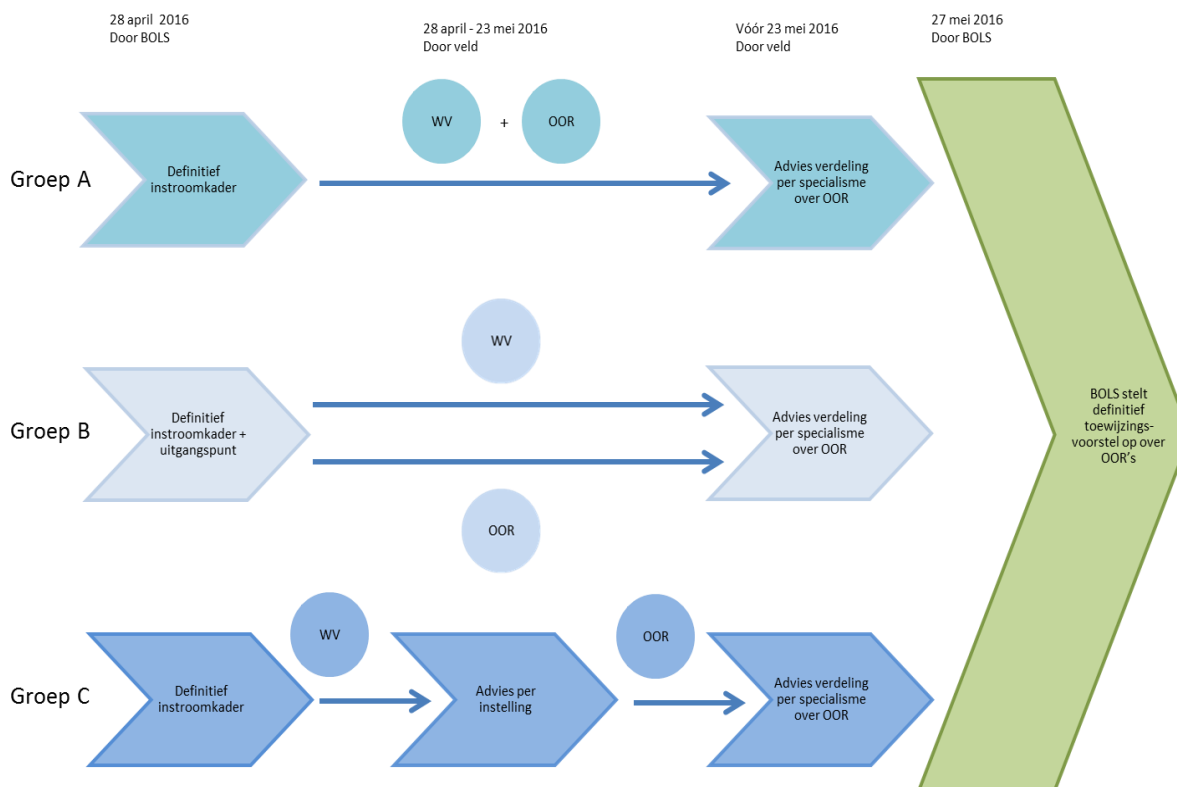 28 april 2016
Door BOLS
28 april - 23 mei 2016
Door veld
Vóór 23 mei 2016
Door veld
27 mei 2016
Door BOLS
Groep A
Definitief
instroomkader
WV
+
OOR
Advies verdeling
per specialisme
over OOR
Groep B
Definitief
instroomkader +
uitgangspunt
WV
OOR
Advies verdeling
per specialisme
over OOR
BOLS stelt
definitief
toewijzings-
voorstel op over
OOR's
Groep C
Definitief
instroomkader
WV
Advies per
instelling
OOR
Advies verdeling
per specialisme
over OOR